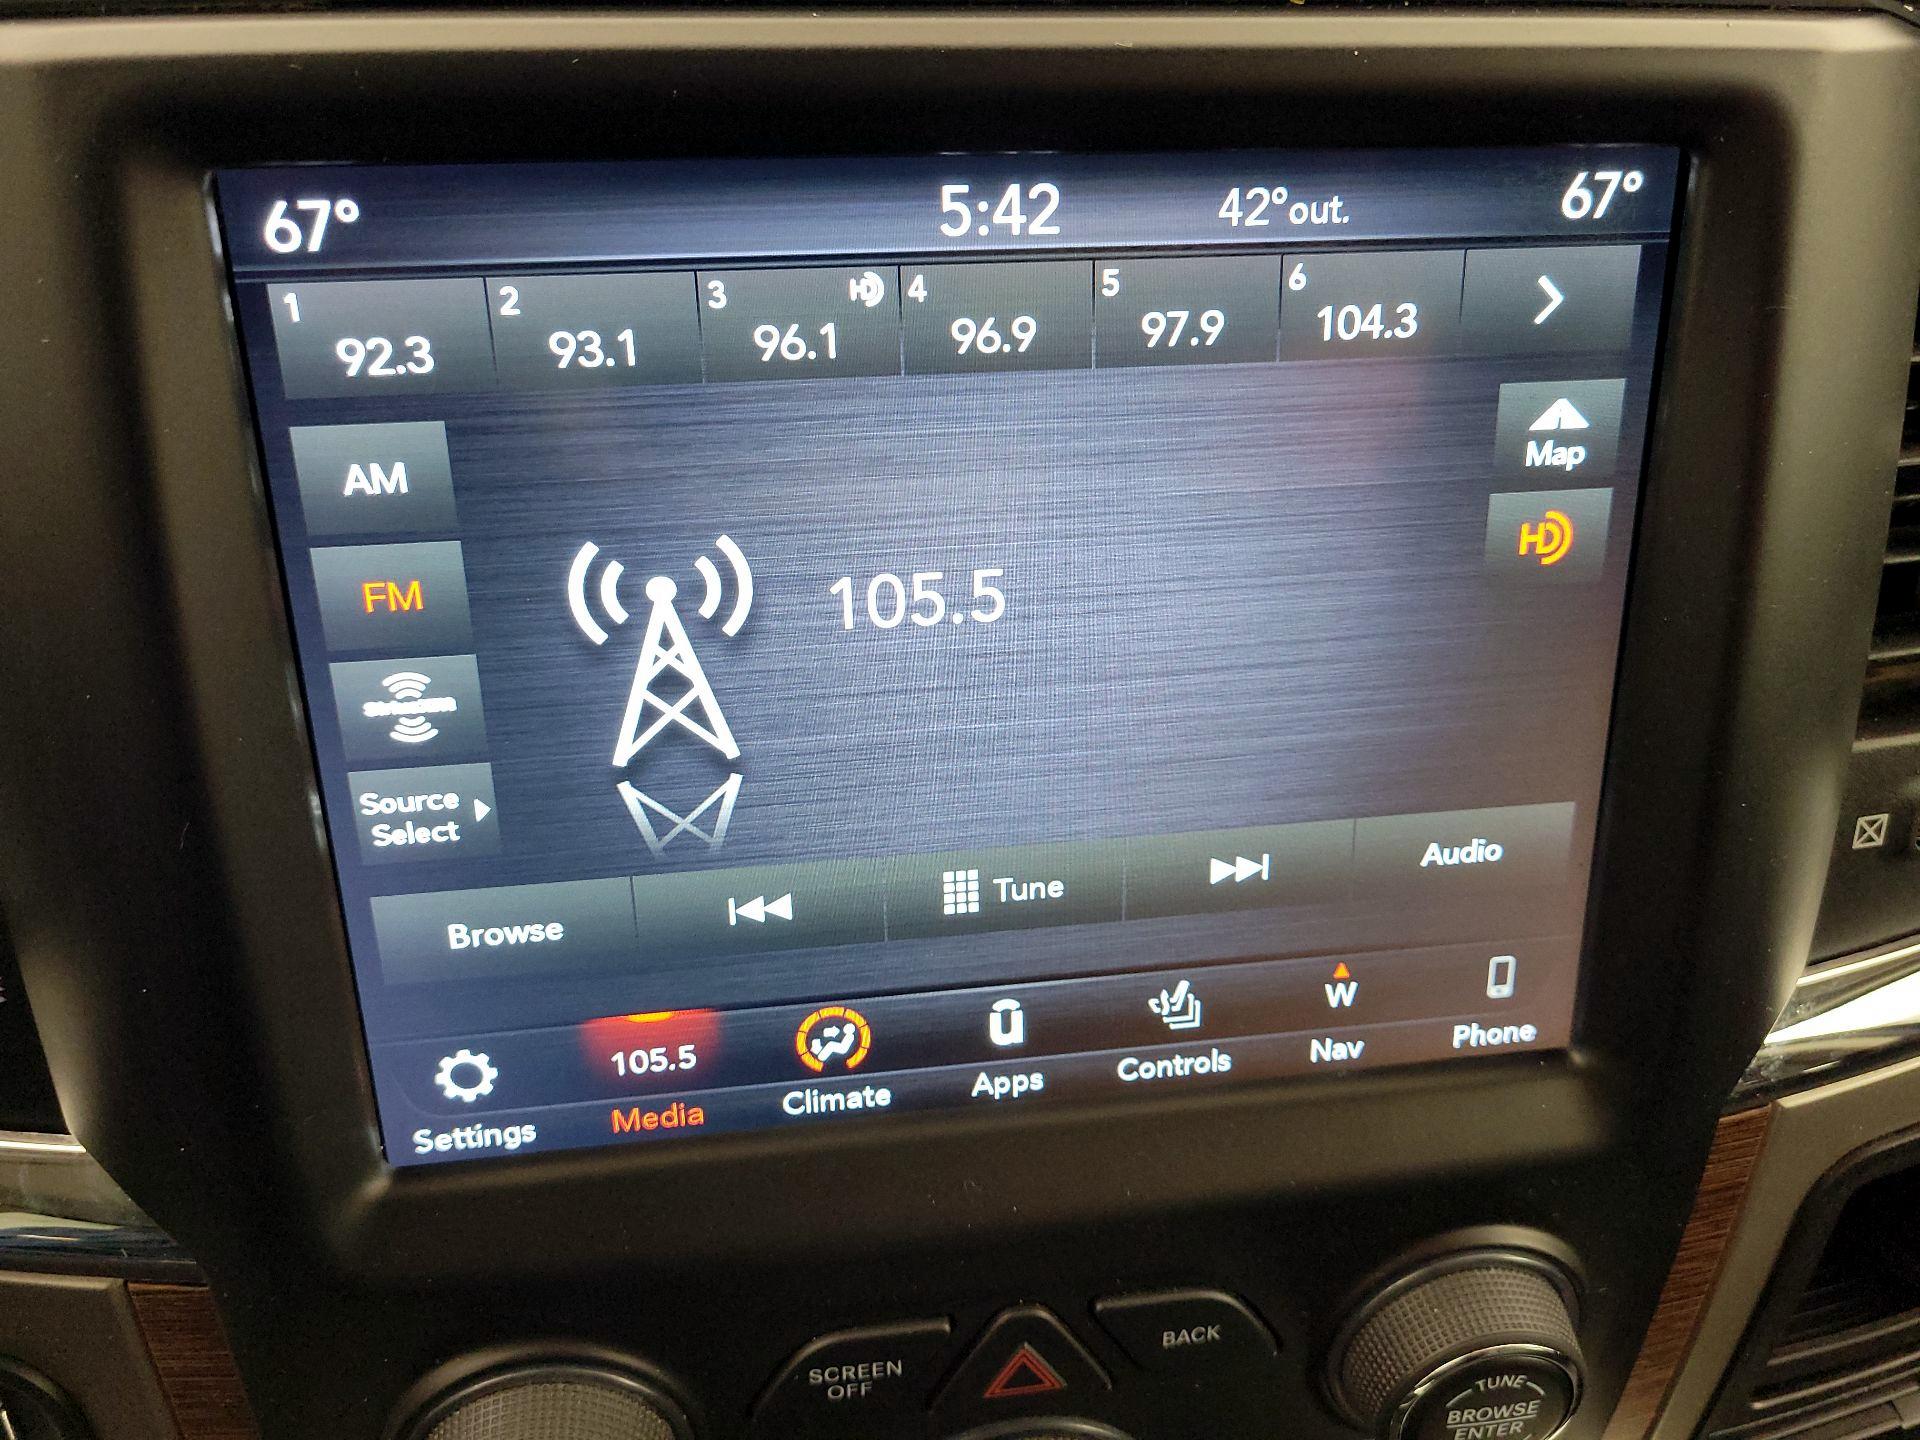 67° 5:42 42° out. 67°
1 2 3 HD 4 5 6
92.3 93.1 96.1 96.9 97.9 104.3
AM
Map
FM
HD
105.5
SiriusXM
Source
Select
Browse
Tune
Audio
105.5
W
Settings
Media
Climate
Apps
Controls
Nav
Phone
SCREEN
OFF
BACK
TUNE
BROWSE
ENTER